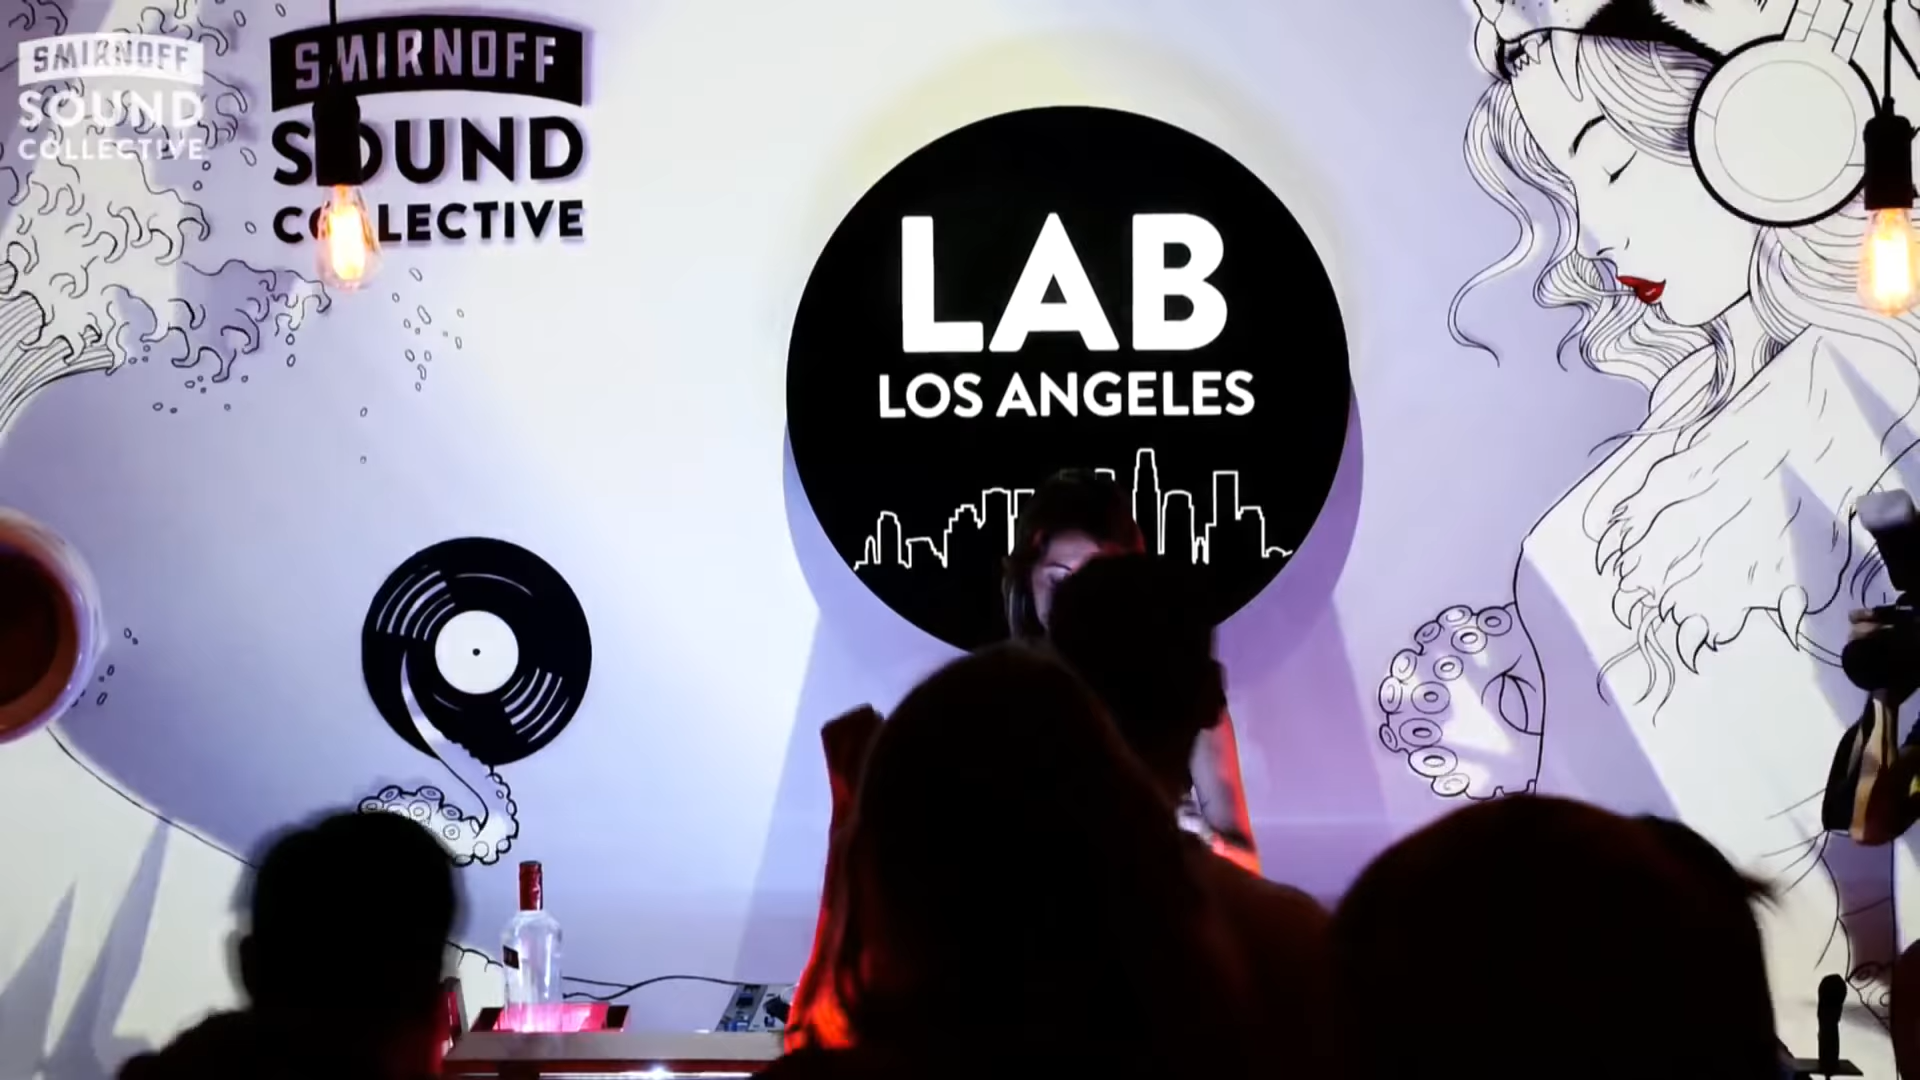 SMIRNOFF
SOUND
COLLECTIVE
SMIRNOFF
SOUND
COLLECTIVE
LAB
LOS ANGELES